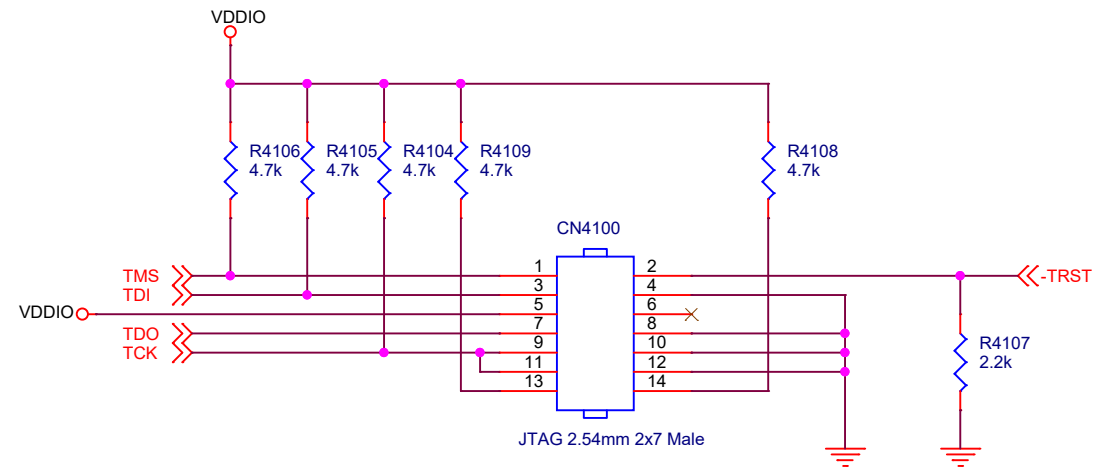 VDDIO
R4106
4.7k
R4105
4.7k
R4104
4.7k
R4109
4.7k
R4108
4.7k
CN4100
TMS
TDI
VDDIO
TDO
TCK
1
3
5
7
9
11
13
2
4
6
8
10
12
14
-TRST
R4107
2.2k
JTAG 2.54mm 2x7 Male